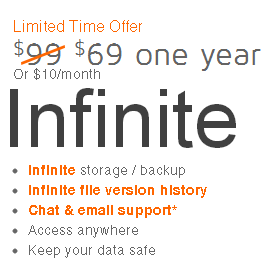 Limited Time Offer
$99 $69 one year
Or $10/month
Infinite
• Infinite storage / backup
• Infinite file version history
• Chat & email support*
• Access anywhere
• Keep your data safe